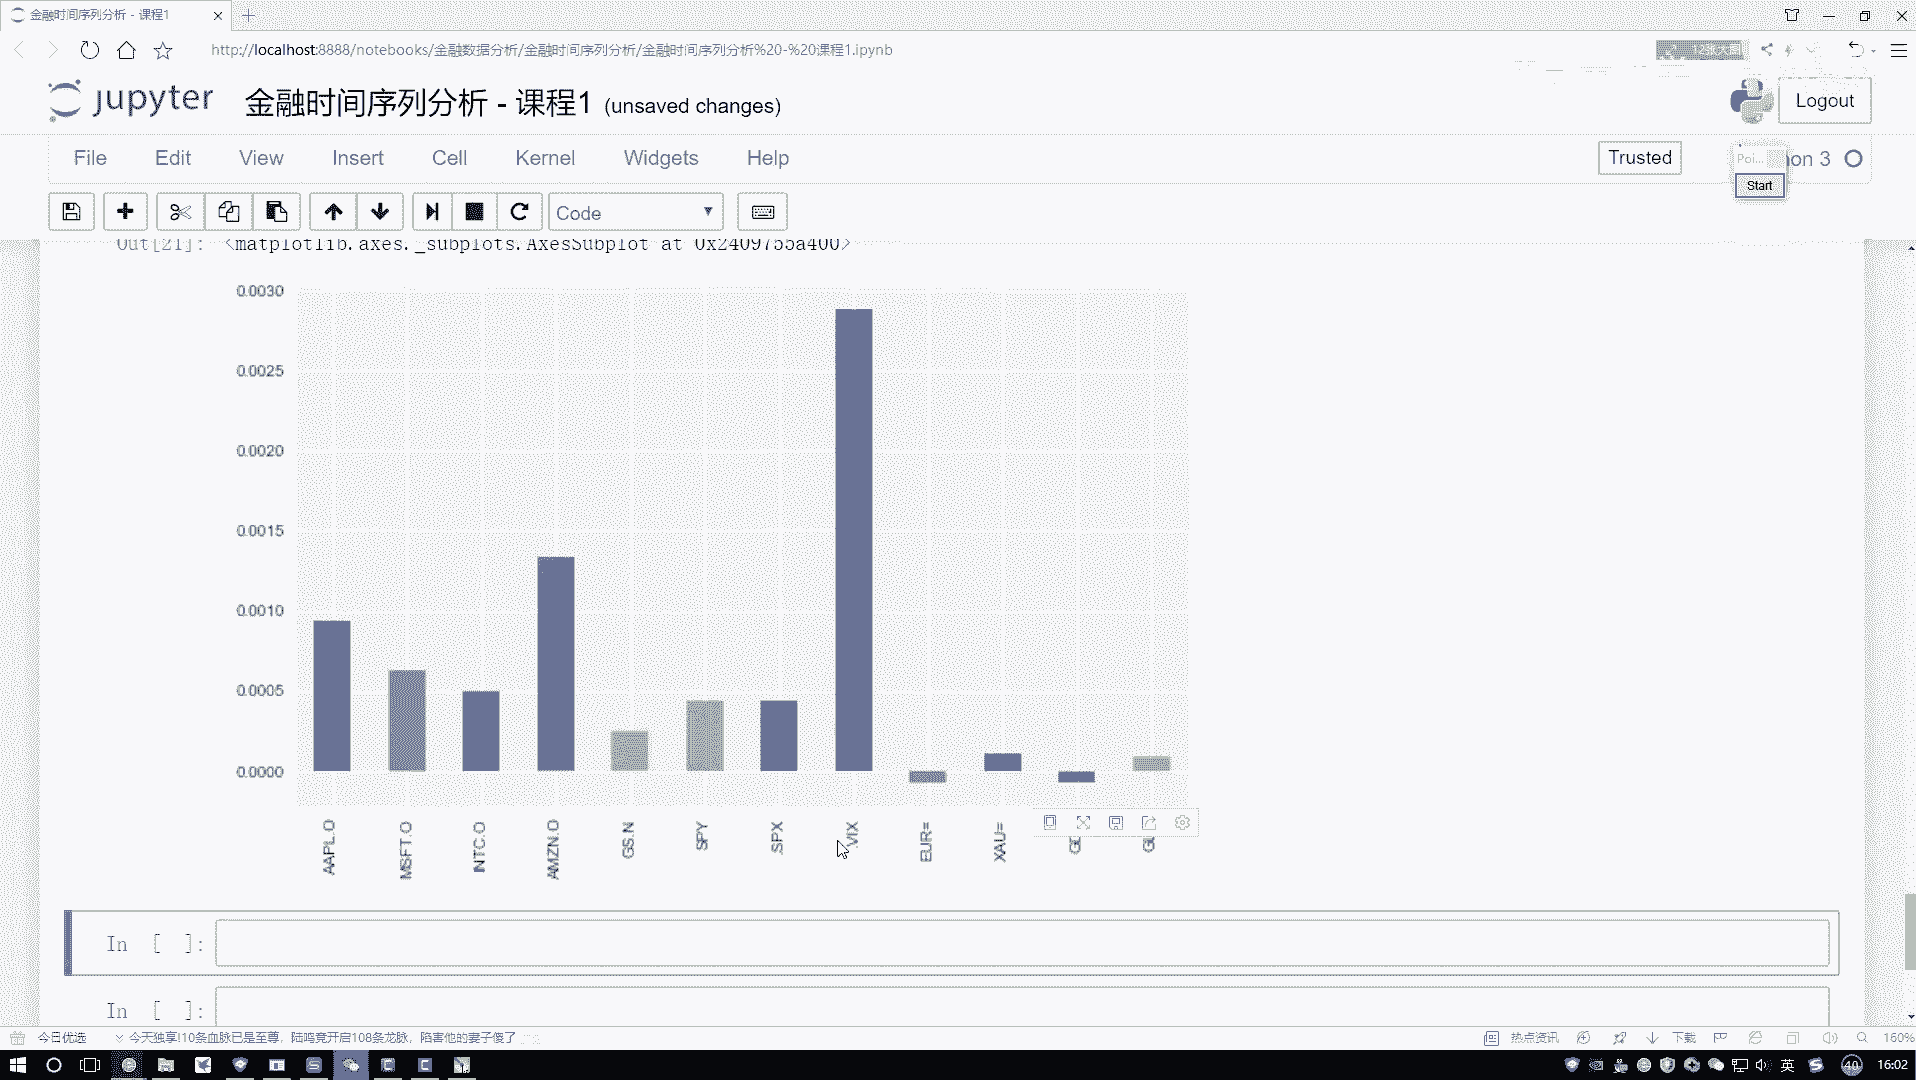 金融时间序列分析 - 课程1
http://localhost:8888/notebooks/金融数据分析/金融时间序列分析/金融时间序列分析%20-%20课程1.ipynb
jupyter 金融时间序列分析 - 课程1 (unsaved changes)
Logout
File Edit View Insert Cell Kernel Widgets Help
Trusted
Poi... on 3
Start
Code
Out[21]: <matplotlib.axes._subplots.AxesSubplot at 0x2409755a400>
0.0030
0.0025
0.0020
0.0015
0.0010
0.0005
0.0000
AAPL.O MSFT.O INTC.O AMZN.O GS.N SPY .SPX .VIX EUR= XAU=
In [ ]:
In [ ]:
今日优选 今天独享!10条血脉已是至尊，陆鸣竟开启108条龙脉，陷害他的妻子傻了
热点资讯 下载 160%
英 40 16:02